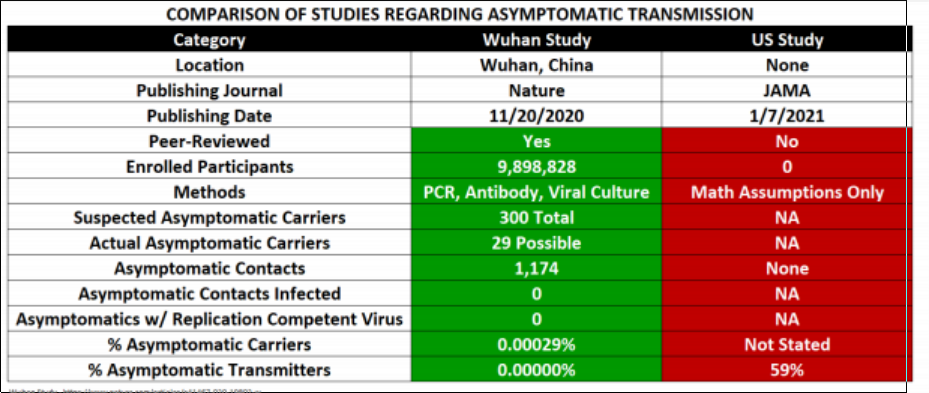 COMPARISON OF STUDIES REGARDING ASYMPTOMATIC TRANSMISSION
Category Wuhan Study US Study
Location Wuhan, China None
Publishing Journal Nature JAMA
Publishing Date 11/20/2020 1/7/2021
Peer-Reviewed Yes No
Enrolled Participants 9,898,828 0
Methods PCR, Antibody, Viral Culture Math Assumptions Only
Suspected Asymptomatic Carriers 300 Total NA
Actual Asymptomatic Carriers 29 Possible NA
Asymptomatic Contacts 1,174 None
Asymptomatic Contacts Infected 0 NA
Asymptomatics w/ Replication Competent Virus 0 NA
% Asymptomatic Carriers 0.00029% Not Stated
% Asymptomatic Transmitters 0.00000% 59%